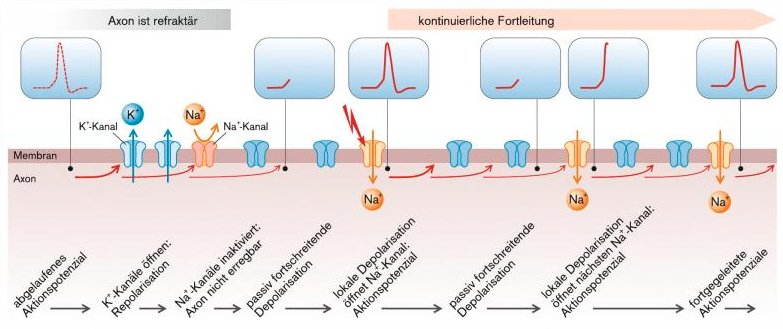 Axon ist refraktär
kontinuierliche Fortleitung
K⁺
Na⁺
K⁺-Kanal
Na⁺-Kanal
Membran
Axon
Na⁺
Na⁺
Na⁺
abgelaufenes
Aktionspotenzial
K⁺-Kanäle öffnen:
Repolarisation
Na⁺-Kanäle inaktiviert:
Axon nicht erregbar
passiv fortschreitende
Depolarisation
lokale Depolarisation
öffnet Na⁺-Kanal:
Aktionspotenzial
passiv fortschreitende
Depolarisation
lokale Depolarisation
öffnet nächsten Na⁺-Kanal:
Aktionspotenzial
fortgegeleitete
Aktionspotenziale